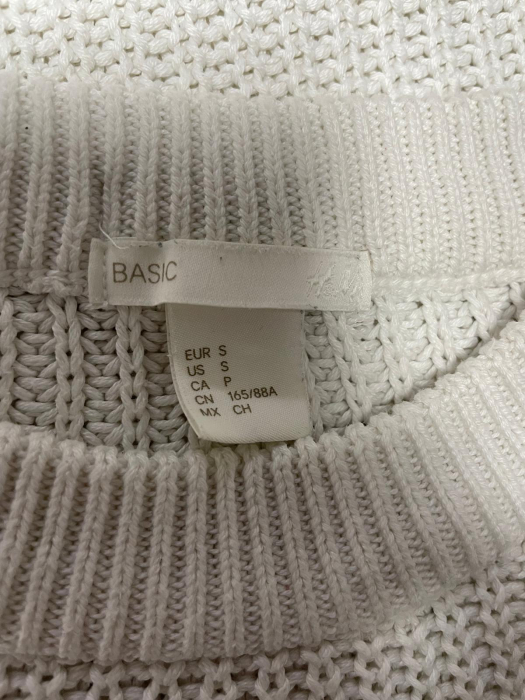 BASIC
EUR S
US S
CA P
CN 165/88A
MX CH